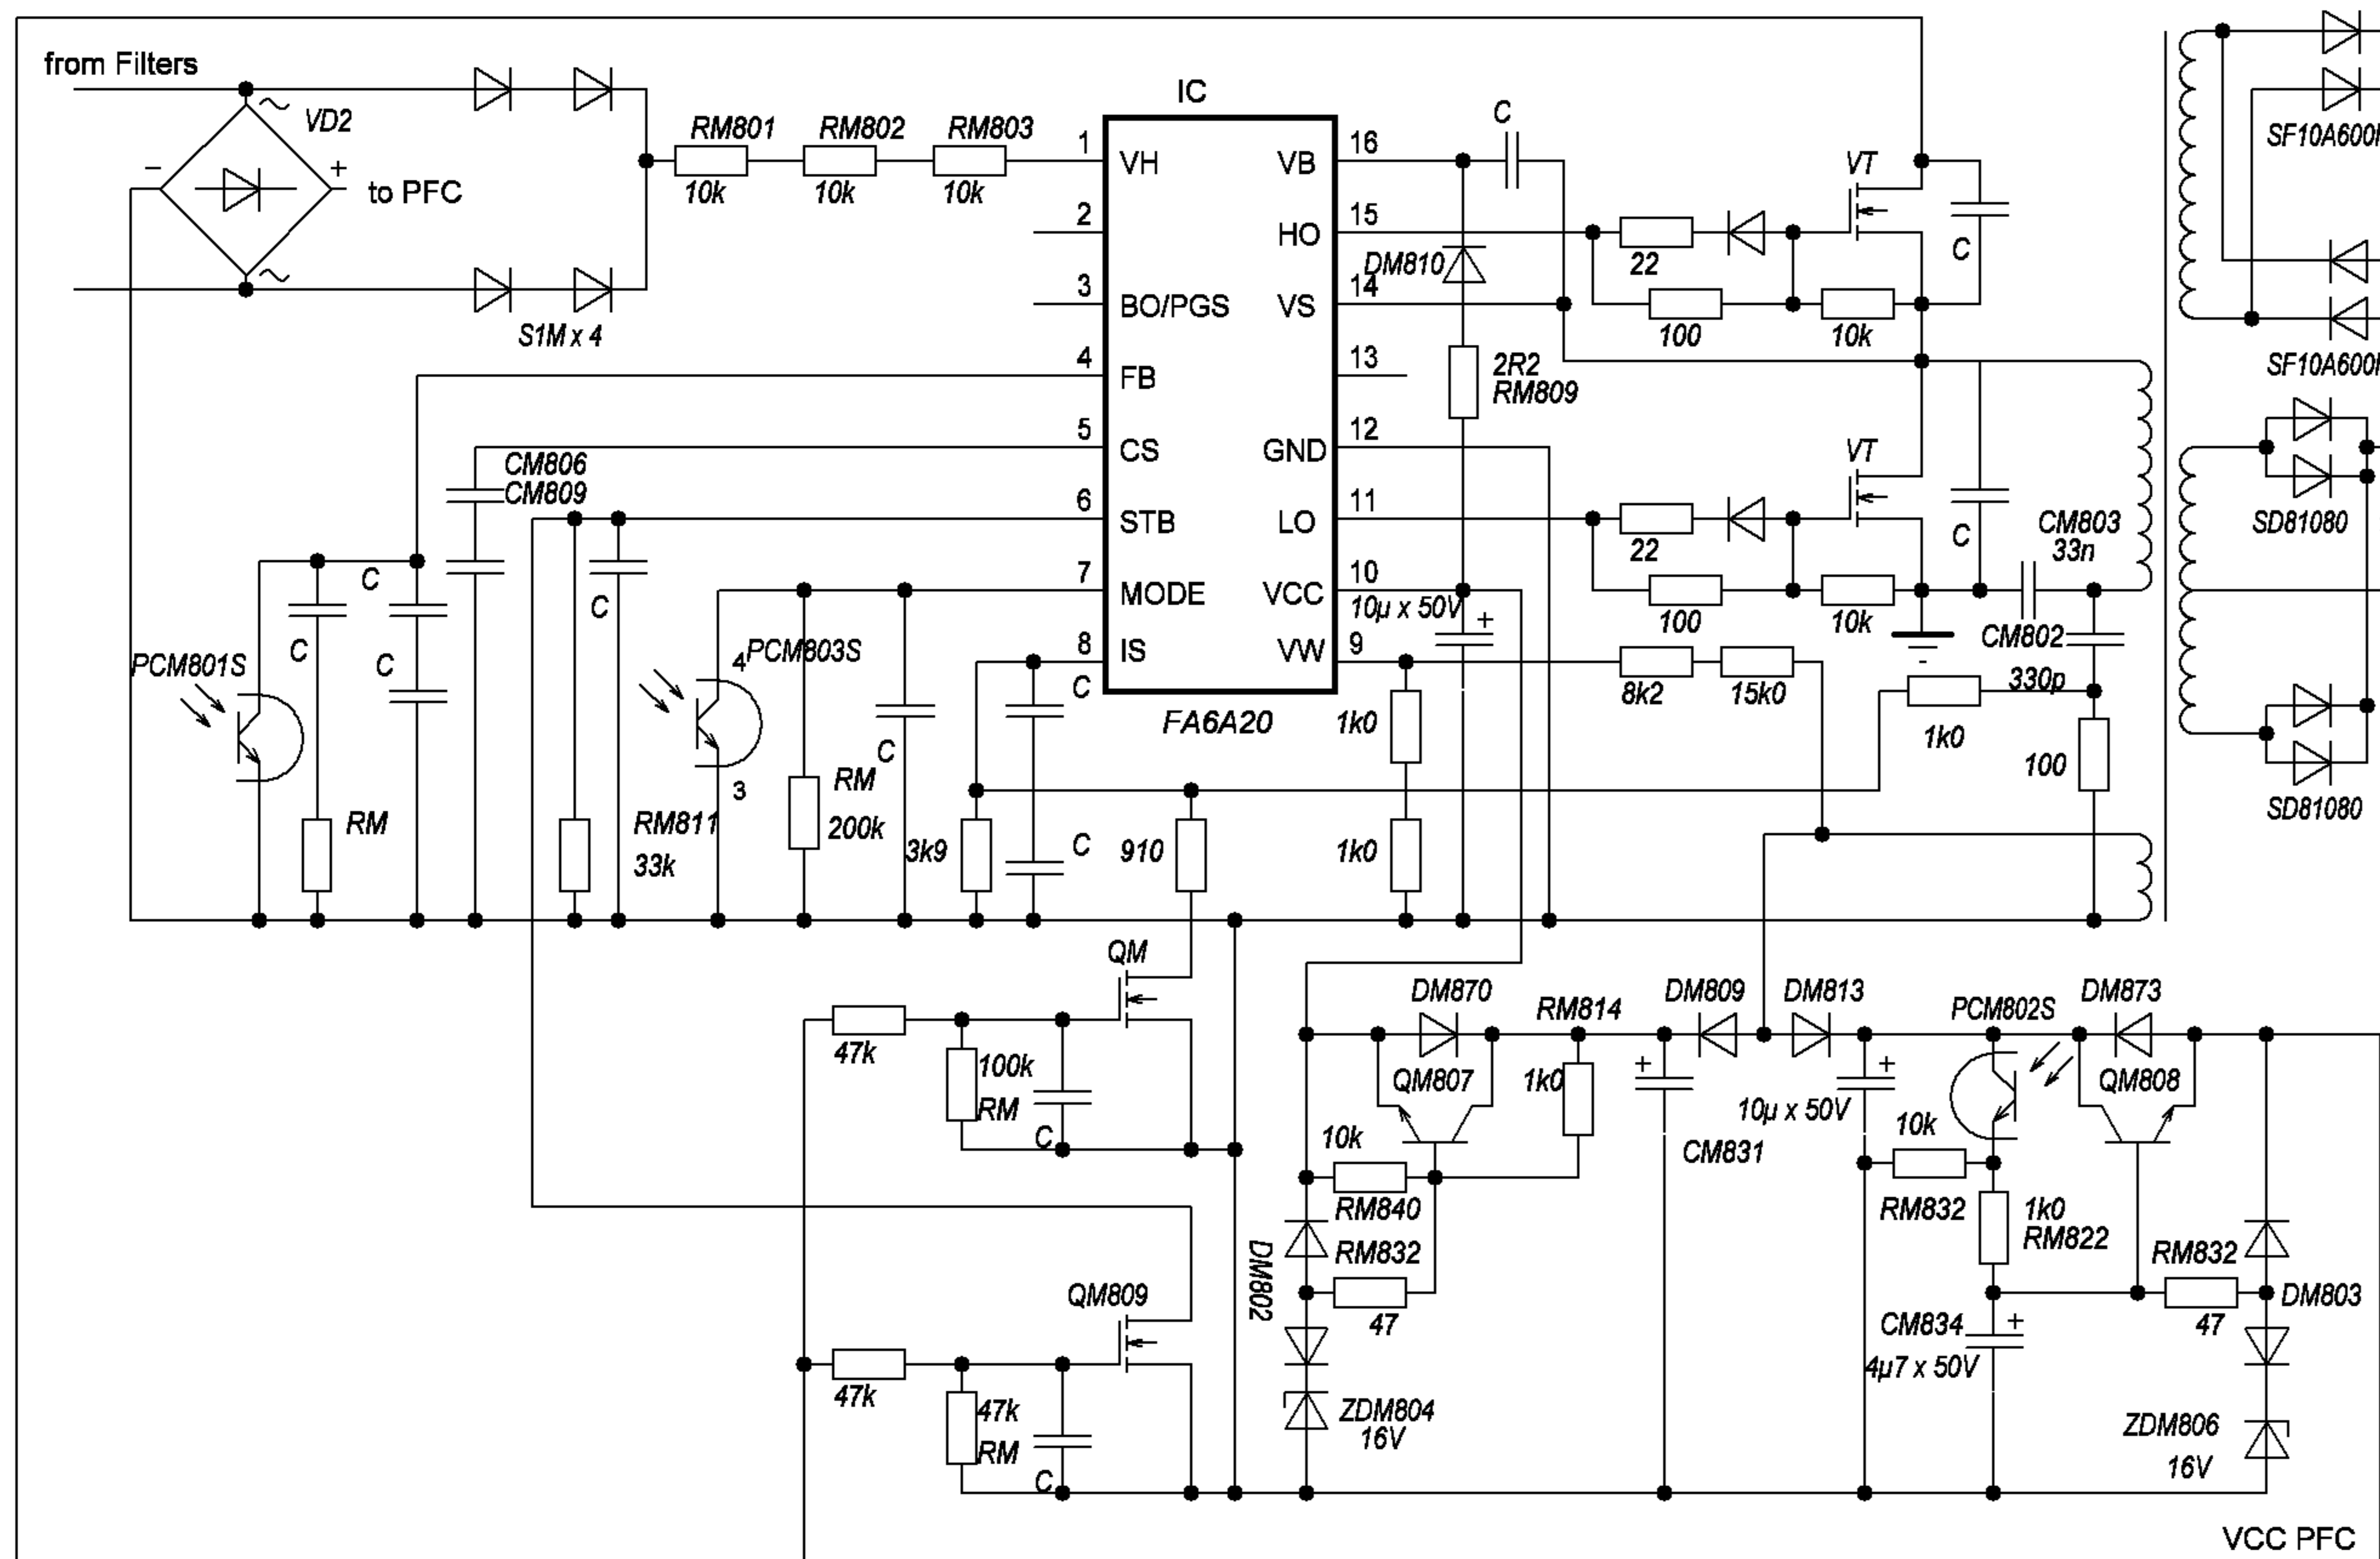 from Filters
VD2
~
~
−
+
to PFC
S1M x 4
RM801
RM802
RM803
10k
10k
10k
IC
1
VH
2
3
BO/PGS
4
FB
5
CS
6
STB
7
MODE
8
IS
16
VB
15
HO
14
VS
13
12
GND
11
LO
10
VCC
9
VW
FA6A20
C
DM810
2R2
RM809
10µ x 50V
+
VT
22
100
10k
C
VT
22
100
10k
C
CM803
33n
CM802
330p
8k2
15k0
1k0
1k0
1k0
100
-
SF10A600
SF10A600
SD81080
SD81080
CM806
CM809
PCM801S
C
C
C
RM
C
RM811
33k
PCM803S
4
3
RM
200k
C
C
C
3k9
910
QM
47k
100k
RM
C
QM809
47k
47k
RM
C
DM870
QM807
RM814
1k0
10k
RM840
RM832
47
DM802
ZDM804
16V
DM809
DM813
+
CM831
+
10µ x 50V
PCM802S
10k
RM832
1k0
RM822
DM873
QM808
RM832
47
DM803
CM834
+
4µ7 x 50V
ZDM806
16V
VCC PFC